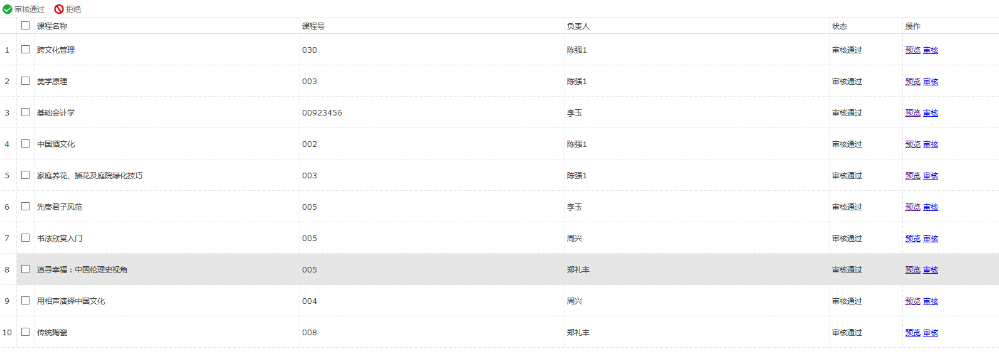 审核通过 拒绝
课程名称 课程号 负责人 状态 操作
1 跨文化管理 030 陈强1 审核通过 预览 审核
2 美学原理 003 陈强1 审核通过 预览 审核
3 基础会计学 00923456 李玉 审核通过 预览 审核
4 中国酒文化 002 陈强1 审核通过 预览 审核
5 家庭养花、插花及庭院绿化技巧 003 陈强1 审核通过 预览 审核
6 先秦君子风范 005 李玉 审核通过 预览 审核
7 书法欣赏入门 005 周兴 审核通过 预览 审核
8 追寻幸福：中国伦理史视角 005 郑礼丰 审核通过 预览 审核
9 用相声演绎中国文化 004 周兴 审核通过 预览 审核
10 传统陶瓷 008 郑礼丰 审核通过 预览 审核